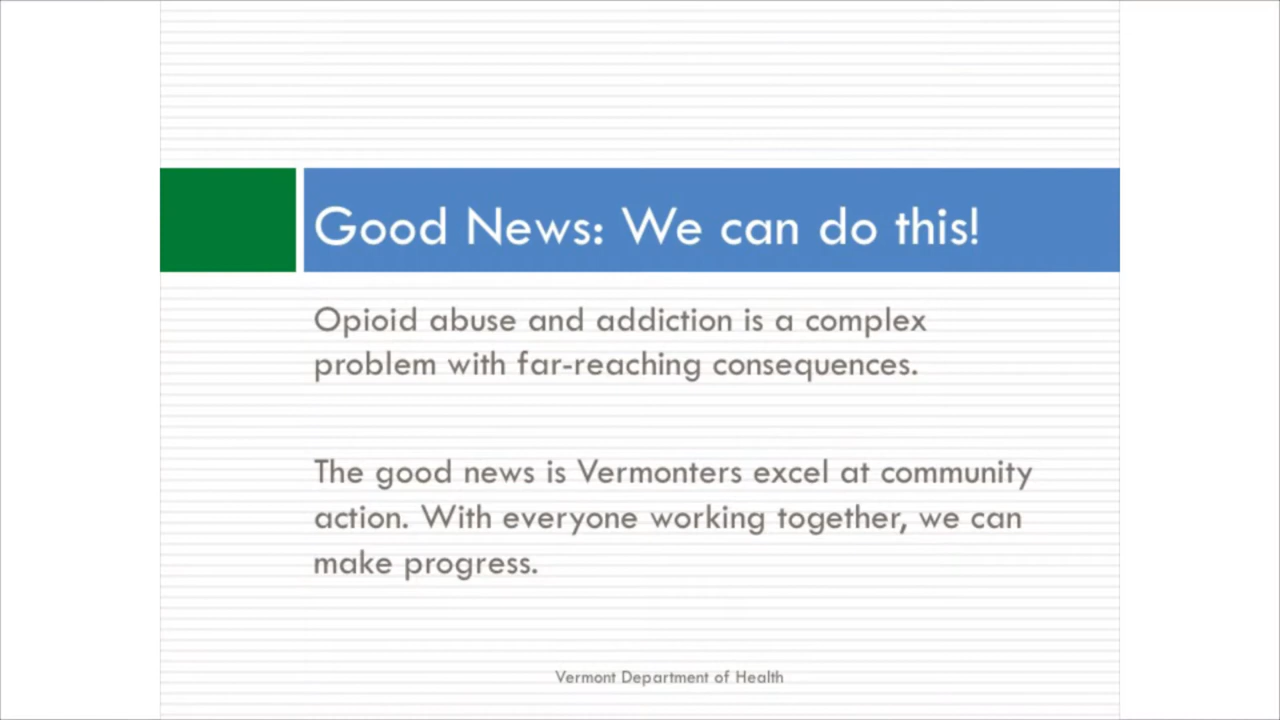 Good News: We can do this!
Opioid abuse and addiction is a complex
problem with far-reaching consequences.
The good news is Vermonters excel at community
action. With everyone working together, we can
make progress.
Vermont Department of Health